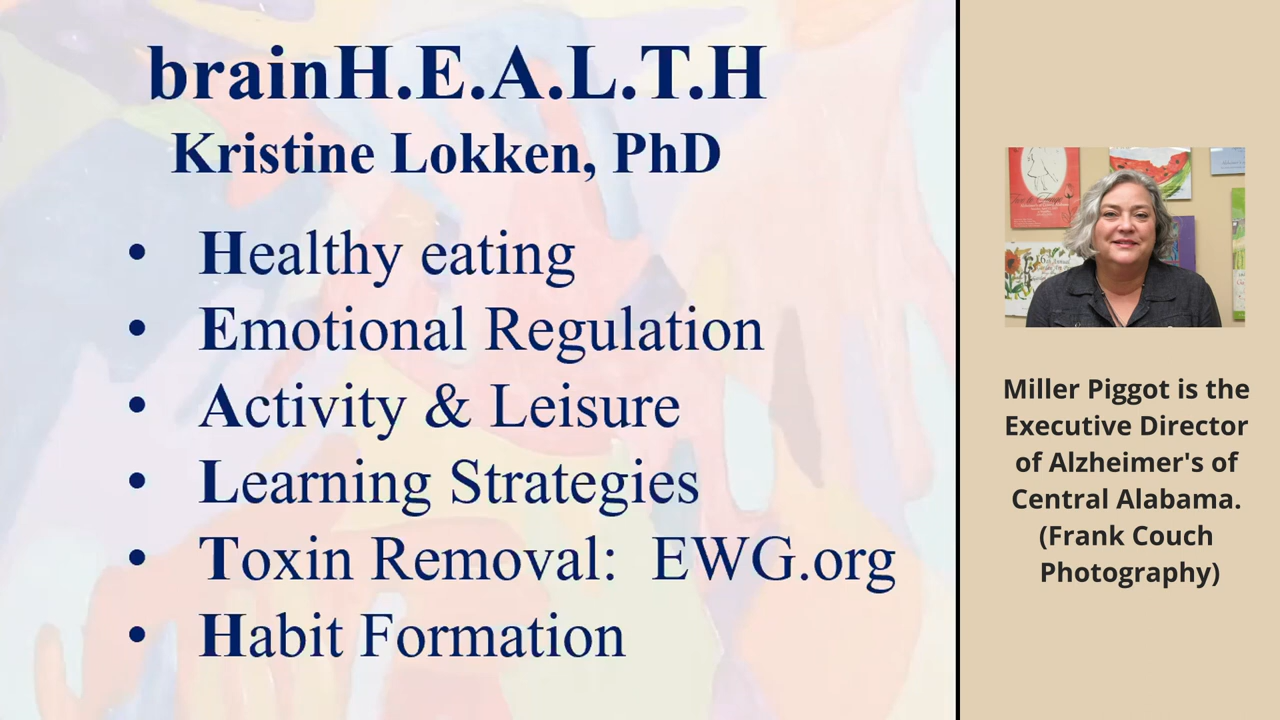 brainH.E.A.L.T.H
Kristine Lokken, PhD
• Healthy eating
• Emotional Regulation
• Activity & Leisure
• Learning Strategies
• Toxin Removal: EWG.org
• Habit Formation
Miller Piggot is the
Executive Director
of Alzheimer's of
Central Alabama.
(Frank Couch
Photography)